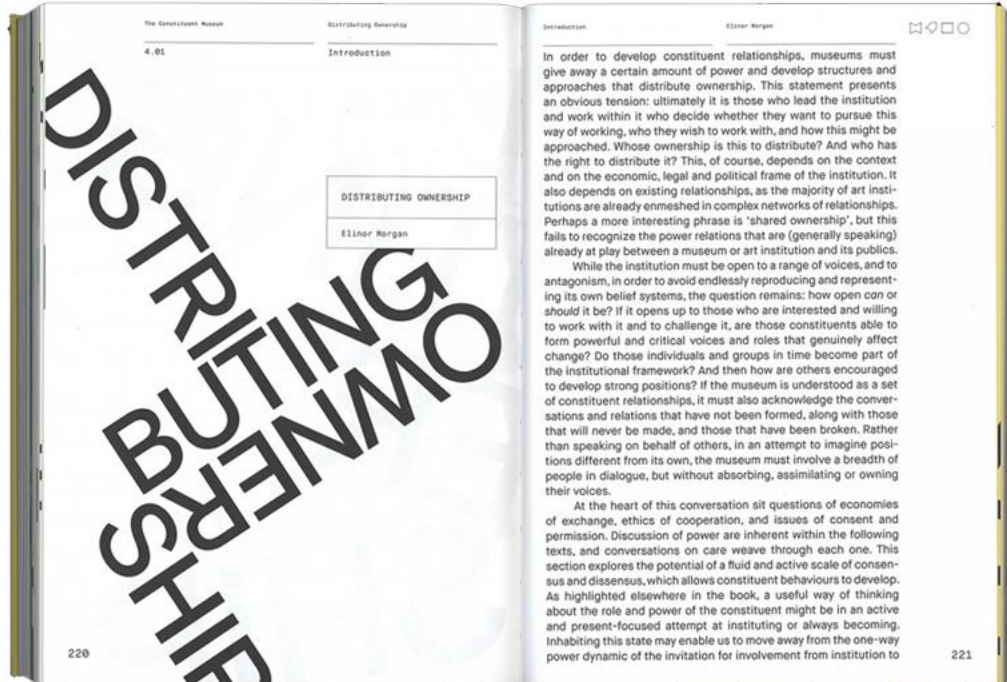 The Constituent Museum
Distributing Ownership
4.01
Introduction
DISTRI
BUTING
OWNER
SHIP
DISTRIBUTING OWNERSHIP
Elinor Morgan
220
Introduction
Elinor Morgan
In order to develop constituent relationships, museums must
give away a certain amount of power and develop structures and
approaches that distribute ownership. This statement presents
an obvious tension: ultimately it is those who lead the institution
and work within it who decide whether they want to pursue this
way of working, who they wish to work with, and how this might be
approached. Whose ownership is this to distribute? And who has
the right to distribute it? This, of course, depends on the context
and on the economic, legal and political frame of the institution. It
also depends on existing relationships, as the majority of art insti-
tutions are already enmeshed in complex networks of relationships.
Perhaps a more interesting phrase is ‘shared ownership’, but this
fails to recognize the power relations that are (generally speaking)
already at play between a museum or art institution and its publics.
While the institution must be open to a range of voices, and to
antagonism, in order to avoid endlessly reproducing and represent-
ing its own belief systems, the question remains: how open can or
should it be? If it opens up to those who are interested and willing
to work with it and to challenge it, are those constituents able to
form powerful and critical voices and roles that genuinely affect
change? Do those individuals and groups in time become part of
the institutional framework? And then how are others encouraged
to develop strong positions? If the museum is understood as a set
of constituent relationships, it must also acknowledge the conver-
sations and relations that have not been formed, along with those
that will never be made, and those that have been broken. Rather
than speaking on behalf of others, in an attempt to imagine posi-
tions different from its own, the museum must involve a breadth of
people in dialogue, but without absorbing, assimilating or owning
their voices.
At the heart of this conversation sit questions of economies
of exchange, ethics of cooperation, and issues of consent and
permission. Discussion of power are inherent within the following
texts, and conversations on care weave through each one. This
section explores the potential of a fluid and active scale of consen-
sus and dissensus, which allows constituent behaviours to develop.
As highlighted elsewhere in the book, a useful way of thinking
about the role and power of the constituent might be in an active
and present-focused attempt at instituting or always becoming.
Inhabiting this state may enable us to move away from the one-way
power dynamic of the invitation for involvement from institution to
221